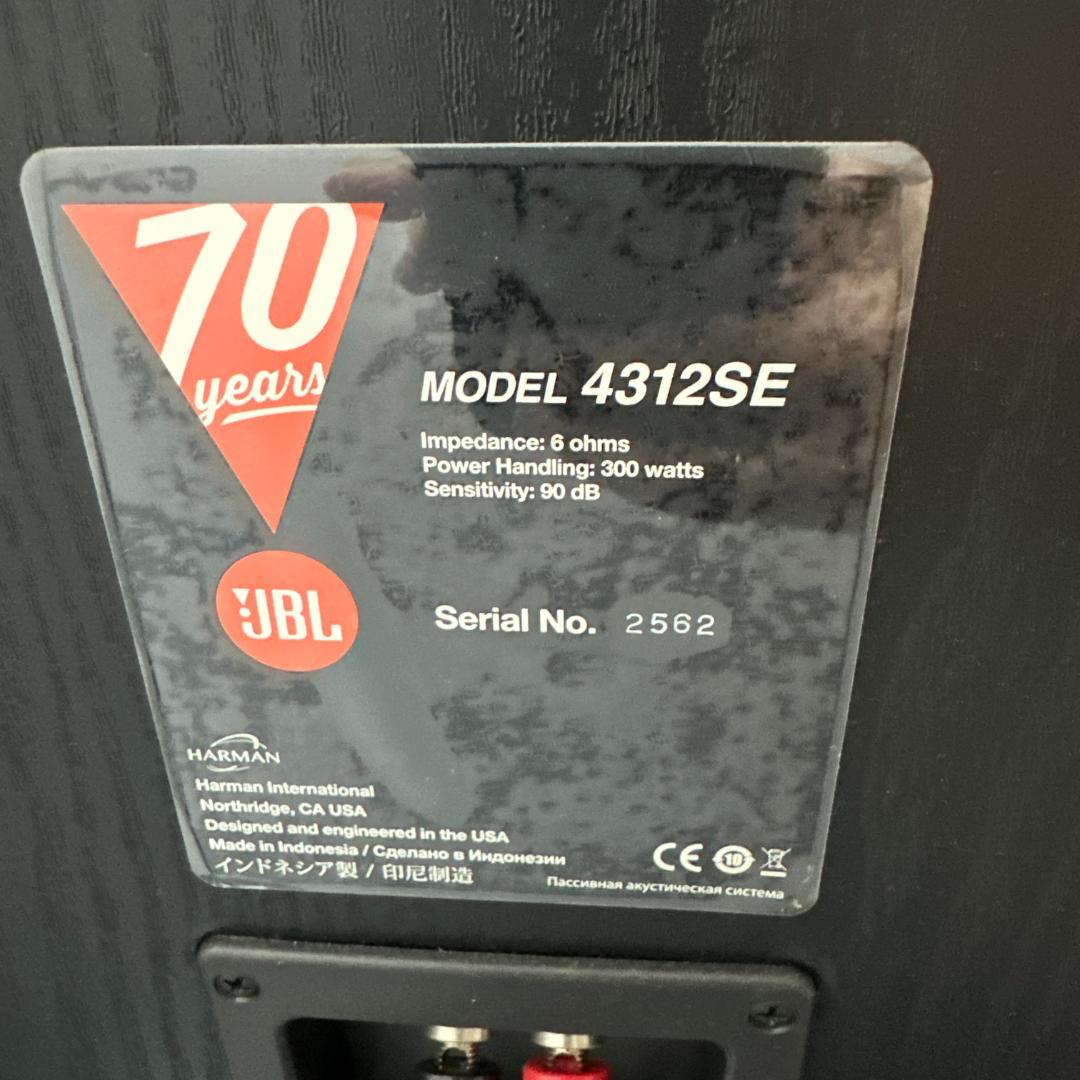 70
years
MODEL 4312SE
Impedance: 6 ohms
Power Handling: 300 watts
Sensitivity: 90 dB
JBL
Serial No. 2562
HARMAN
Harman International
Northridge, CA USA
Designed and engineered in the USA
Made in Indonesia / Сделано в Индонезии
インドネシア製 / 印尼制造
CE 10
Пассивная акустическая система